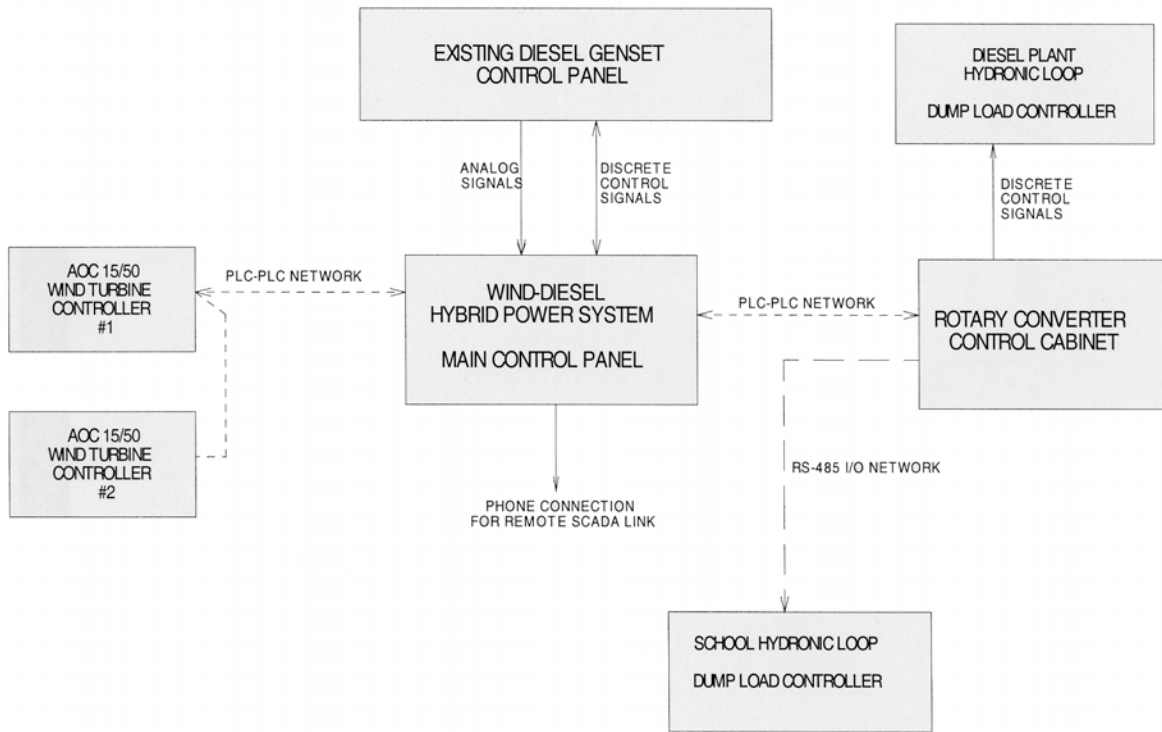 EXISTING DIESEL GENSET
CONTROL PANEL
DIESEL PLANT
HYDRONIC LOOP
DUMP LOAD CONTROLLER
ANALOG
SIGNALS
DISCRETE
CONTROL
SIGNALS
DISCRETE
CONTROL
SIGNALS
AOC 15/50
WIND TURBINE
CONTROLLER
#1
PLC-PLC NETWORK
WIND-DIESEL
HYBRID POWER SYSTEM
MAIN CONTROL PANEL
PLC-PLC NETWORK
ROTARY CONVERTER
CONTROL CABINET
AOC 15/50
WIND TURBINE
CONTROLLER
#2
RS-485 I/O NETWORK
PHONE CONNECTION
FOR REMOTE SCADA LINK
SCHOOL HYDRONIC LOOP
DUMP LOAD CONTROLLER